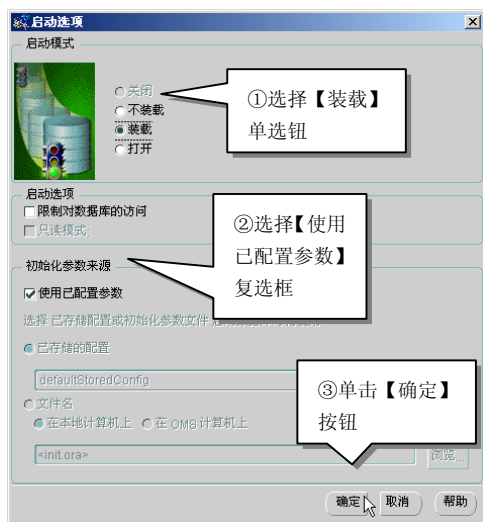 启动选项
启动模式
关闭
不装载
装载
打开
①选择【装载】
单选钮
启动选项
限制对数据库的访问
只读模式;
②选择【使用
已配置参数】
复选框
初始化参数来源
使用已配置参数
选择 已存储配置或初始化参数文件
已存储的配置
defaultStoredConfig
文件名
在本地计算机上 在 OMS 计算机上
<init.ora>
浏览...
③单击【确定】
按钮
确定 取消 帮助